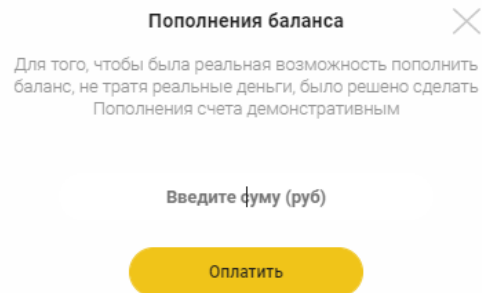 Пополнения баланса
Для того, чтобы была реальная возможность пополнить
баланс, не тратя реальные деньги, было решено сделать
Пополнения счета демонстративным
Введите суму (руб)
Оплатить